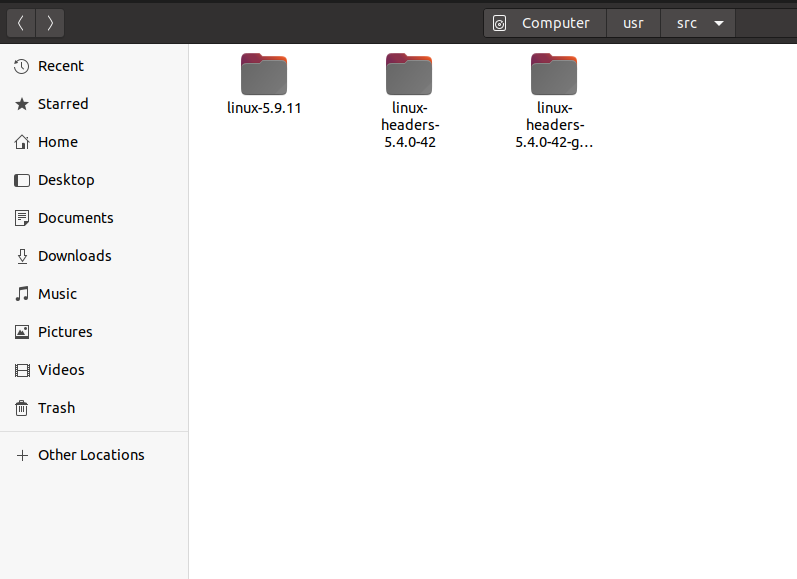 Computer usr src
Recent
Starred
Home
Desktop
Documents
Downloads
Music
Pictures
Videos
Trash
Other Locations
linux-5.9.11
linux-
headers-
5.4.0-42
linux-
headers-
5.4.0-42-g…